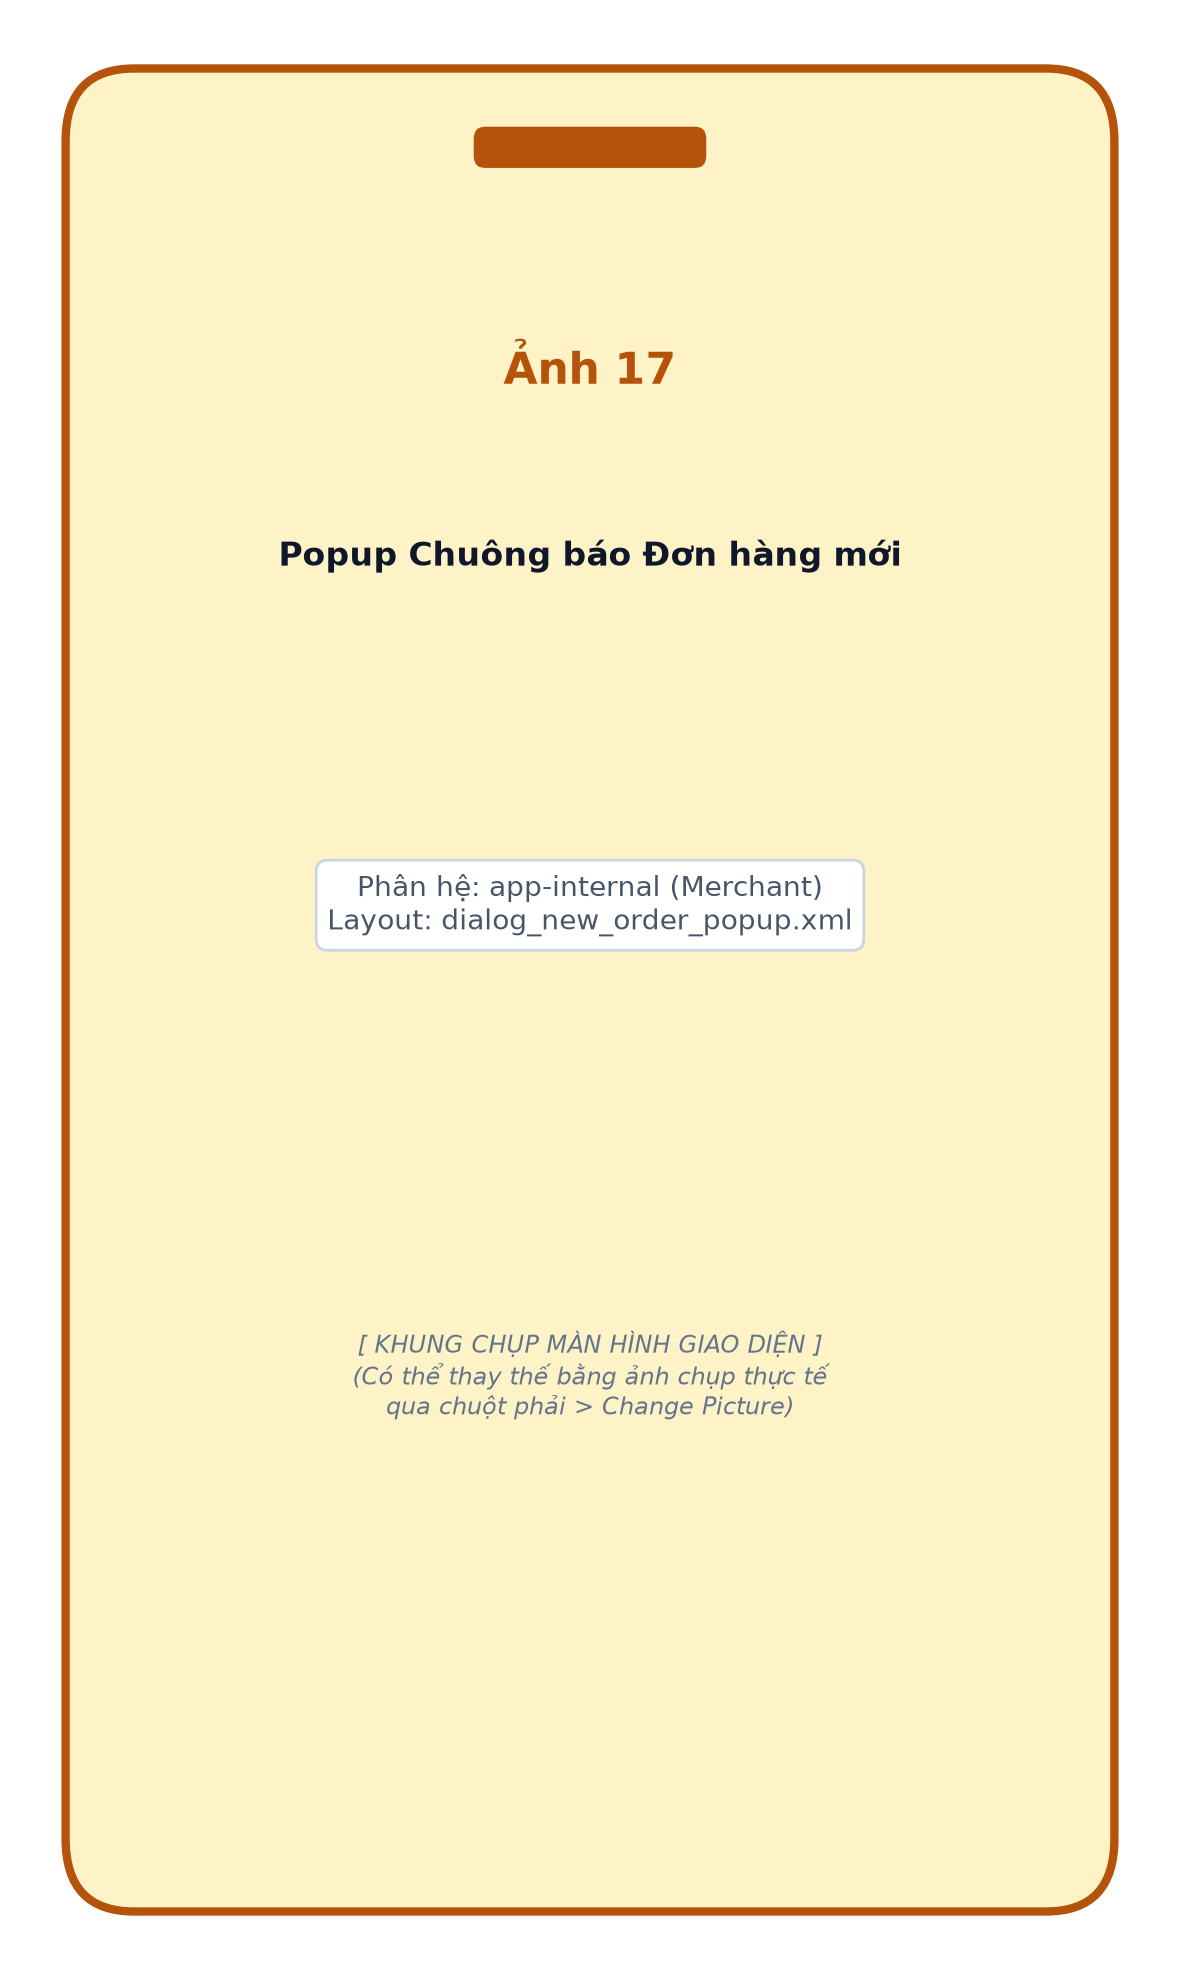 Ảnh 17
Popup Chuông báo Đơn hàng mới
Phân hệ: app-internal (Merchant)
Layout: dialog_new_order_popup.xml
[ KHUNG CHỤP MÀN HÌNH GIAO DIỆN ]
(Có thể thay thế bằng ảnh chụp thực tế
qua chuột phải > Change Picture)